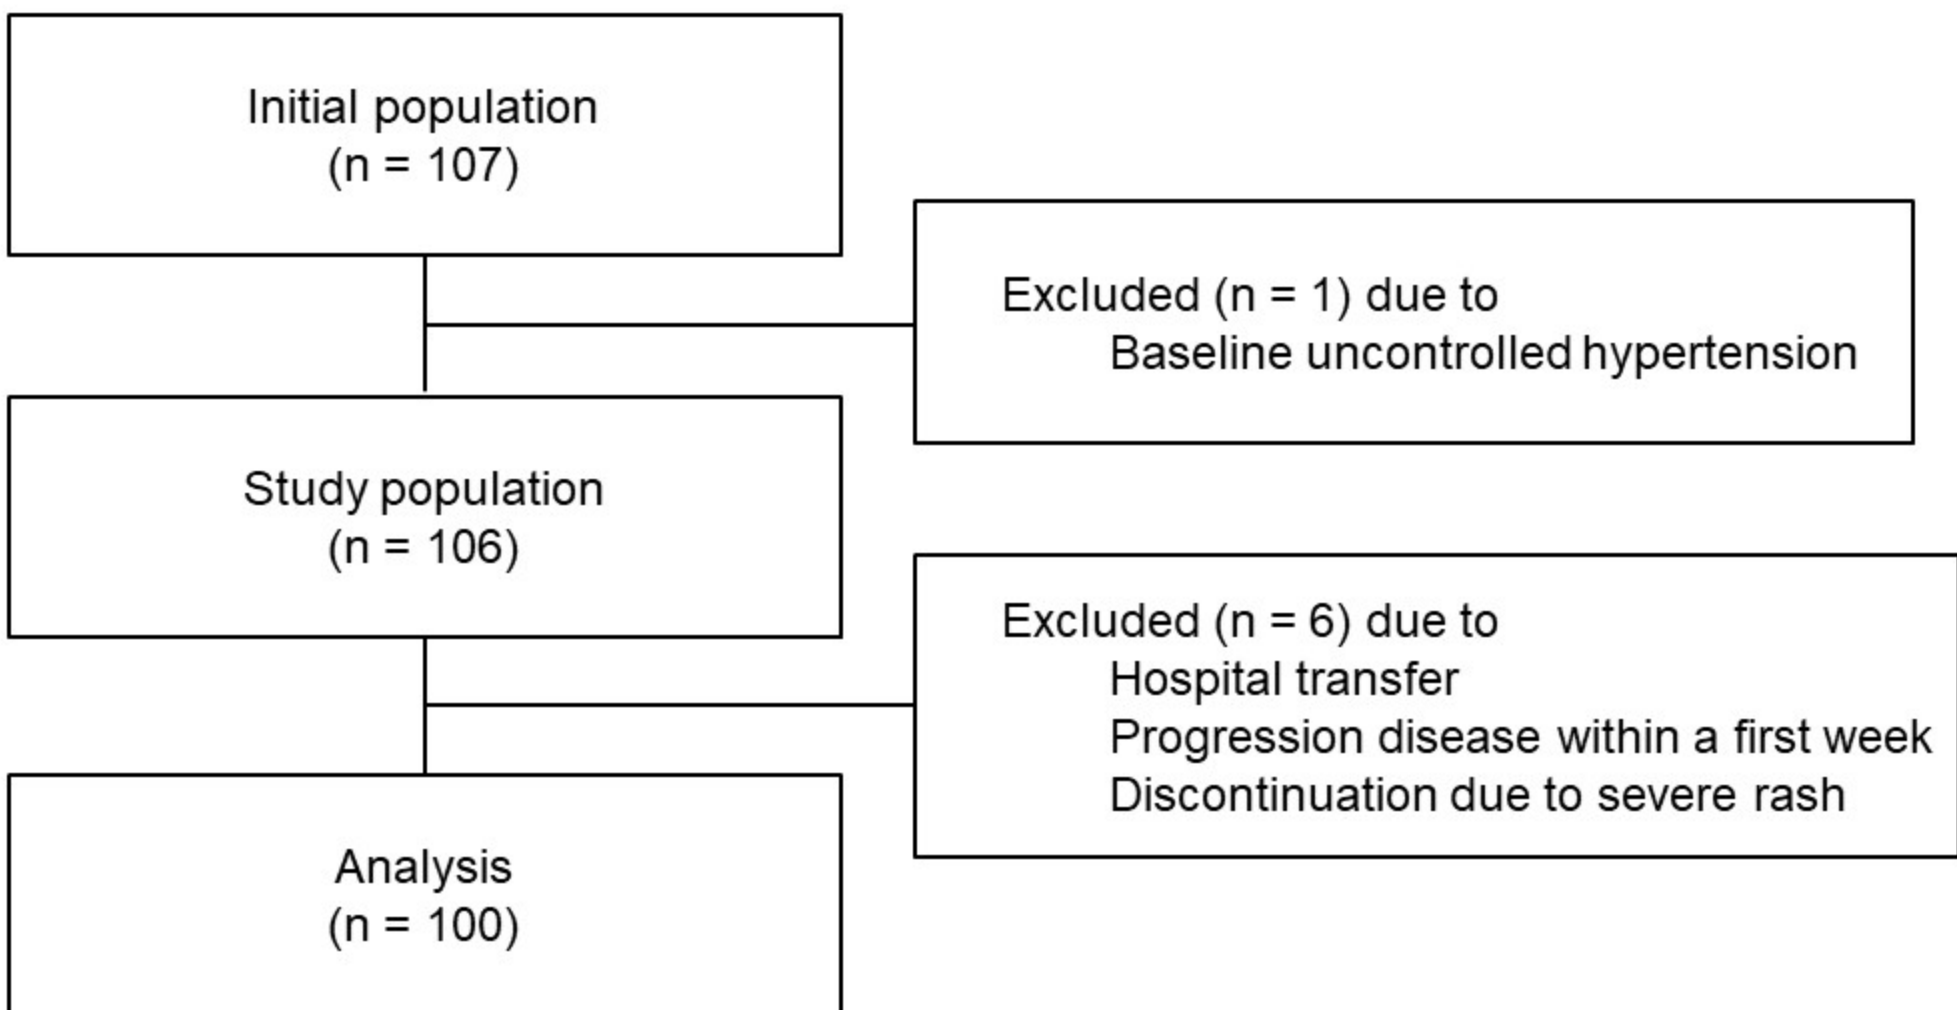 Initial population
(n = 107)
Excluded (n = 1) due to
Baseline uncontrolled hypertension
Study population
(n = 106)
Excluded (n = 6) due to
Hospital transfer
Progression disease within a first week
Discontinuation due to severe rash
Analysis
(n = 100)